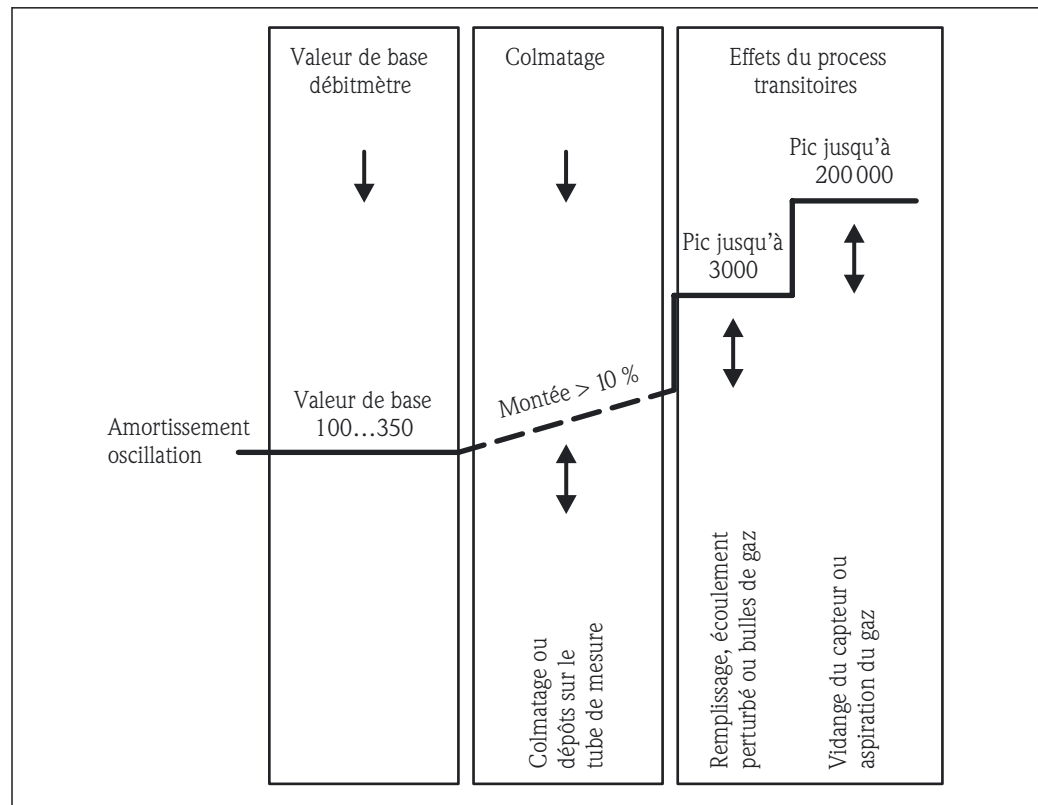 Valeur de base
débitmètre
Colmatage
Effets du process
transitoires
Pic jusqu’à
200 000
Pic jusqu’à
3000
Montée > 10 %
Valeur de base
100…350
Amortissement
oscillation
Colmatage ou
dépôts sur le
tube de mesure
Remplissage, écoulement
perturbé ou bulles de gaz
Vidange du capteur ou
aspiration du gaz